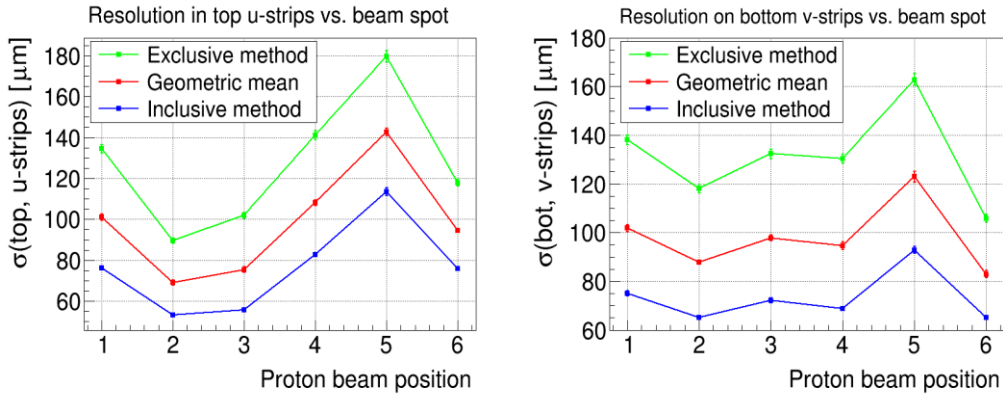 Resolution in top u-strips vs. beam spot
σ(top, u-strips) [μm]
180
160
140
120
100
80
60
Exclusive method
Geometric mean
Inclusive method
1 2 3 4 5 6
Proton beam position
Resolution on bottom v-strips vs. beam spot
σ(bot, v-strips) [μm]
180
160
140
120
100
80
60
Exclusive method
Geometric mean
Inclusive method
1 2 3 4 5 6
Proton beam position